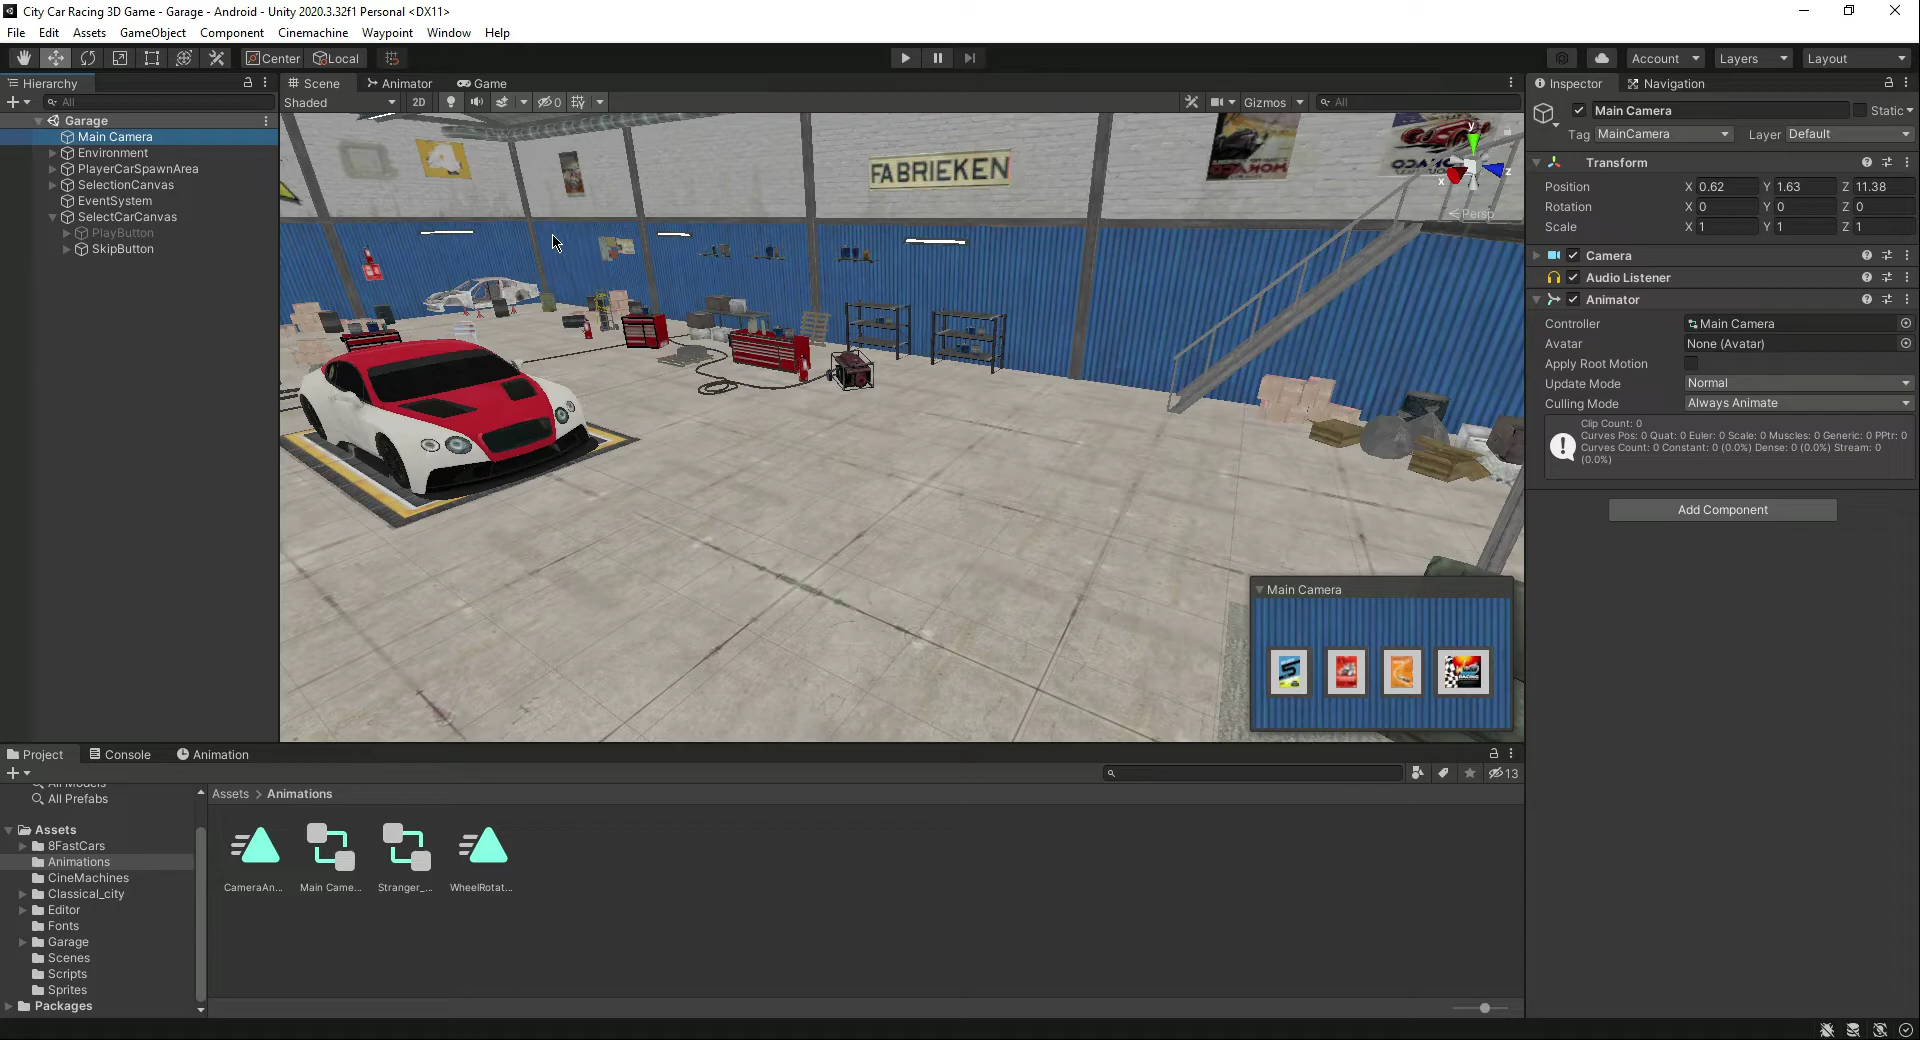 City Car Racing 3D Game - Garage - Android - Unity 2020.3.32f1 Personal <DX11>
File Edit Assets GameObject Component Cinemachine Waypoint Window Help
Center Local Account Layers Layout
Hierarchy
All
Garage
Main Camera
Environment
PlayerCarSpawnArea
SelectionCanvas
EventSystem
SelectCarCanvas
PlayButton
SkipButton
Scene Animator Game
Shaded 2D 0 Gizmos All
4
FABRIEKEN
MONACO
MONACO
y
x
z
Persp
Main Camera
Inspector Navigation
Main Camera Static
Tag MainCamera Layer Default
Transform
Position X 0.62 Y 1.63 Z 11.38
Rotation X 0 Y 0 Z 0
Scale X 1 Y 1 Z 1
Camera
Audio Listener
Animator
Controller Main Camera
Avatar None (Avatar)
Apply Root Motion
Update Mode Normal
Culling Mode Always Animate
Clip Count: 0
Curves Pos: 0 Quat: 0 Euler: 0 Scale: 0 Muscles: 0 Generic: 0 PPtr: 0
Curves Count: 0 Constant: 0 (0.0%) Dense: 0 (0.0%) Stream: 0
(0.0%)
Add Component
Project Console Animation
13
All Models
All Prefabs
Assets
8FastCars
Animations
CineMachines
Classical_city
Editor
Fonts
Garage
Scenes
Scripts
Sprites
Packages
Assets > Animations
CameraAn... Main Came... Stranger_... WheelRotat...